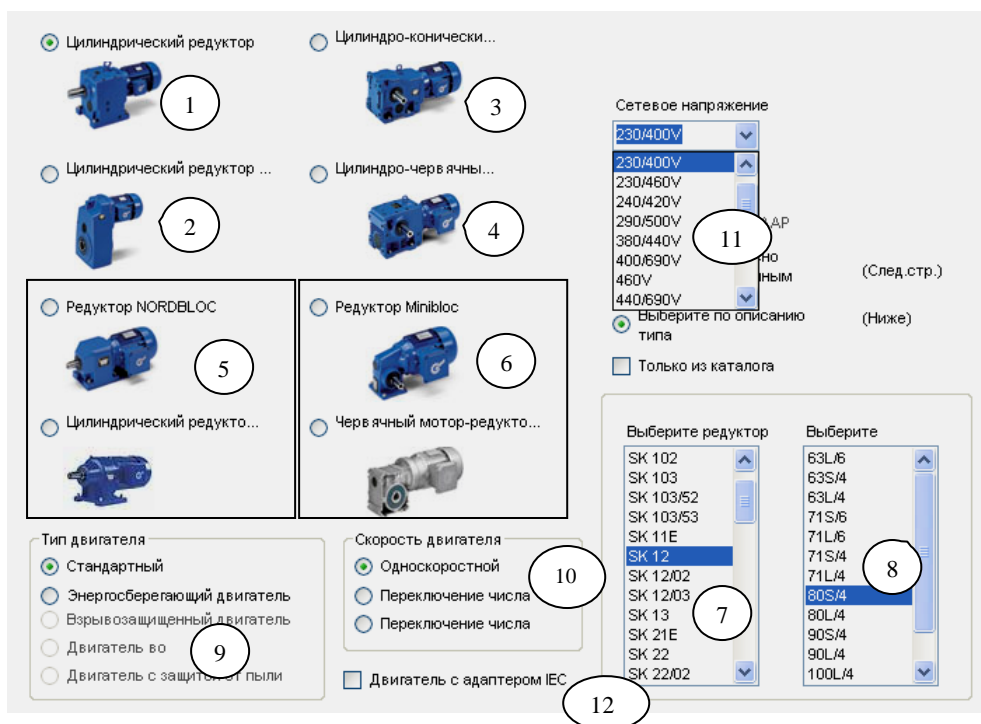 Цилиндрический редуктор
1
Цилиндро-конически...
3
Цилиндрический редуктор ...
2
Цилиндро-червячны...
4
Редуктор NORDBLOC
5
Редуктор Minibloc
6
Цилиндрический редукто...
Червячный мотор-редукто...
Тип двигателя
Стандартный
Энергосберегающий двигатель
Взрывозащищенный двигатель
Двигатель во
Двигатель с защитой от пыли
9
Скорость двигателя
Односкоростной
Переключение числа
Переключение числа
10
Двигатель с адаптером IEC
12
Сетевое напряжение
230/400V
230/400V
230/460V
240/420V
290/500V
380/440V
400/690V
460V
440/690V
11
(След.стр.)
Выберите по описанию
типа
(Ниже)
Только из каталога
Выберите редуктор
SK 102
SK 103
SK 103/52
SK 103/53
SK 11E
SK 12
SK 12/02
SK 12/03
SK 13
SK 21E
SK 22
SK 22/02
7
Выберите
63L/6
63S/4
63L/4
71S/6
71L/6
71S/4
71L/4
80S/4
80L/4
90S/4
90L/4
100L/4
8